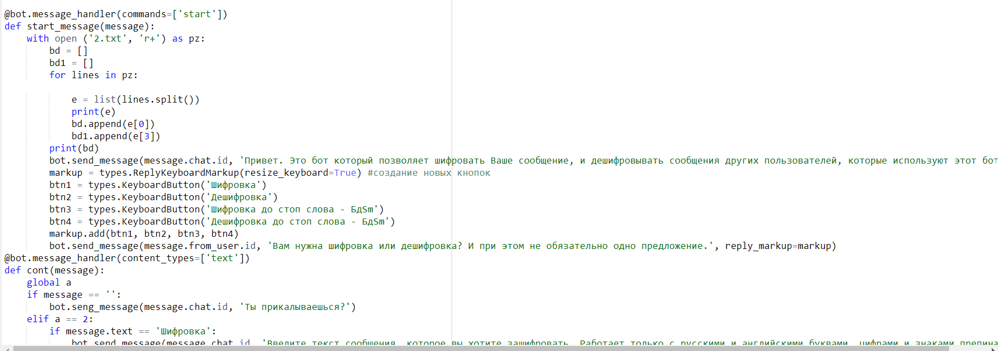 @bot.message_handler(commands=['start'])
def start_message(message):
    with open ('2.txt', 'r+') as pz:
        bd = []
        bd1 = []
        for lines in pz:

            e = list(lines.split())
            print(e)
            bd.append(e[0])
            bd1.append(e[3])
        print(bd)
        bot.send_message(message.chat.id, 'Привет. Это бот который позволяет шифровать Ваше сообщение, и дешифровывать сообщения других пользователей, которые используют этот бот
        markup = types.ReplyKeyboardMarkup(resize_keyboard=True) #создание новых кнопок
        btn1 = types.KeyboardButton('Шифровка')
        btn2 = types.KeyboardButton('Дешифровка')
        btn3 = types.KeyboardButton('Шифровка до стоп слова - БдSm')
        btn4 = types.KeyboardButton('Дешифровка до стоп слова - БдSm')
        markup.add(btn1, btn2, btn3, btn4)
        bot.send_message(message.from_user.id, 'Вам нужна шифровка или дешифровка? И при этом не обязательно одно предложение.', reply_markup=markup)
@bot.message_handler(content_types=['text'])
def cont(message):
    global a
    if message == '':
        bot.seng_message(message.chat.id, 'Ты прикалываешься?')
    elif a == 2:
        if message.text == 'Шифровка':
            bot.send_message(message.chat.id, 'Введите текст сообщения, которое вы хотите зашифровать. Работает только с русскими и английскими буквами, цифрами и знаками препина